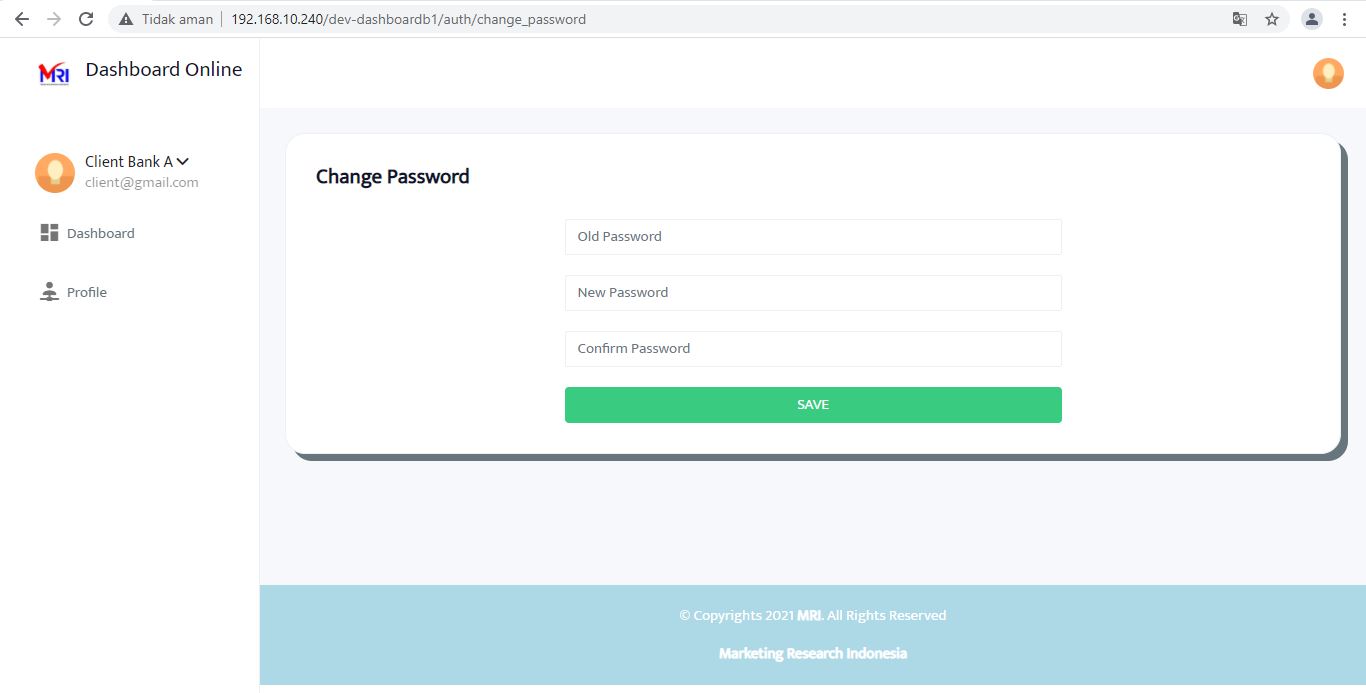 Tidak aman | 192.168.10.240/dev-dashboardb1/auth/change_password
MRI
Dashboard Online
Client Bank A
client@gmail.com
Dashboard
Profile
Change Password
Old Password
New Password
Confirm Password
SAVE
© Copyrights 2021 MRI. All Rights Reserved
Marketing Research Indonesia